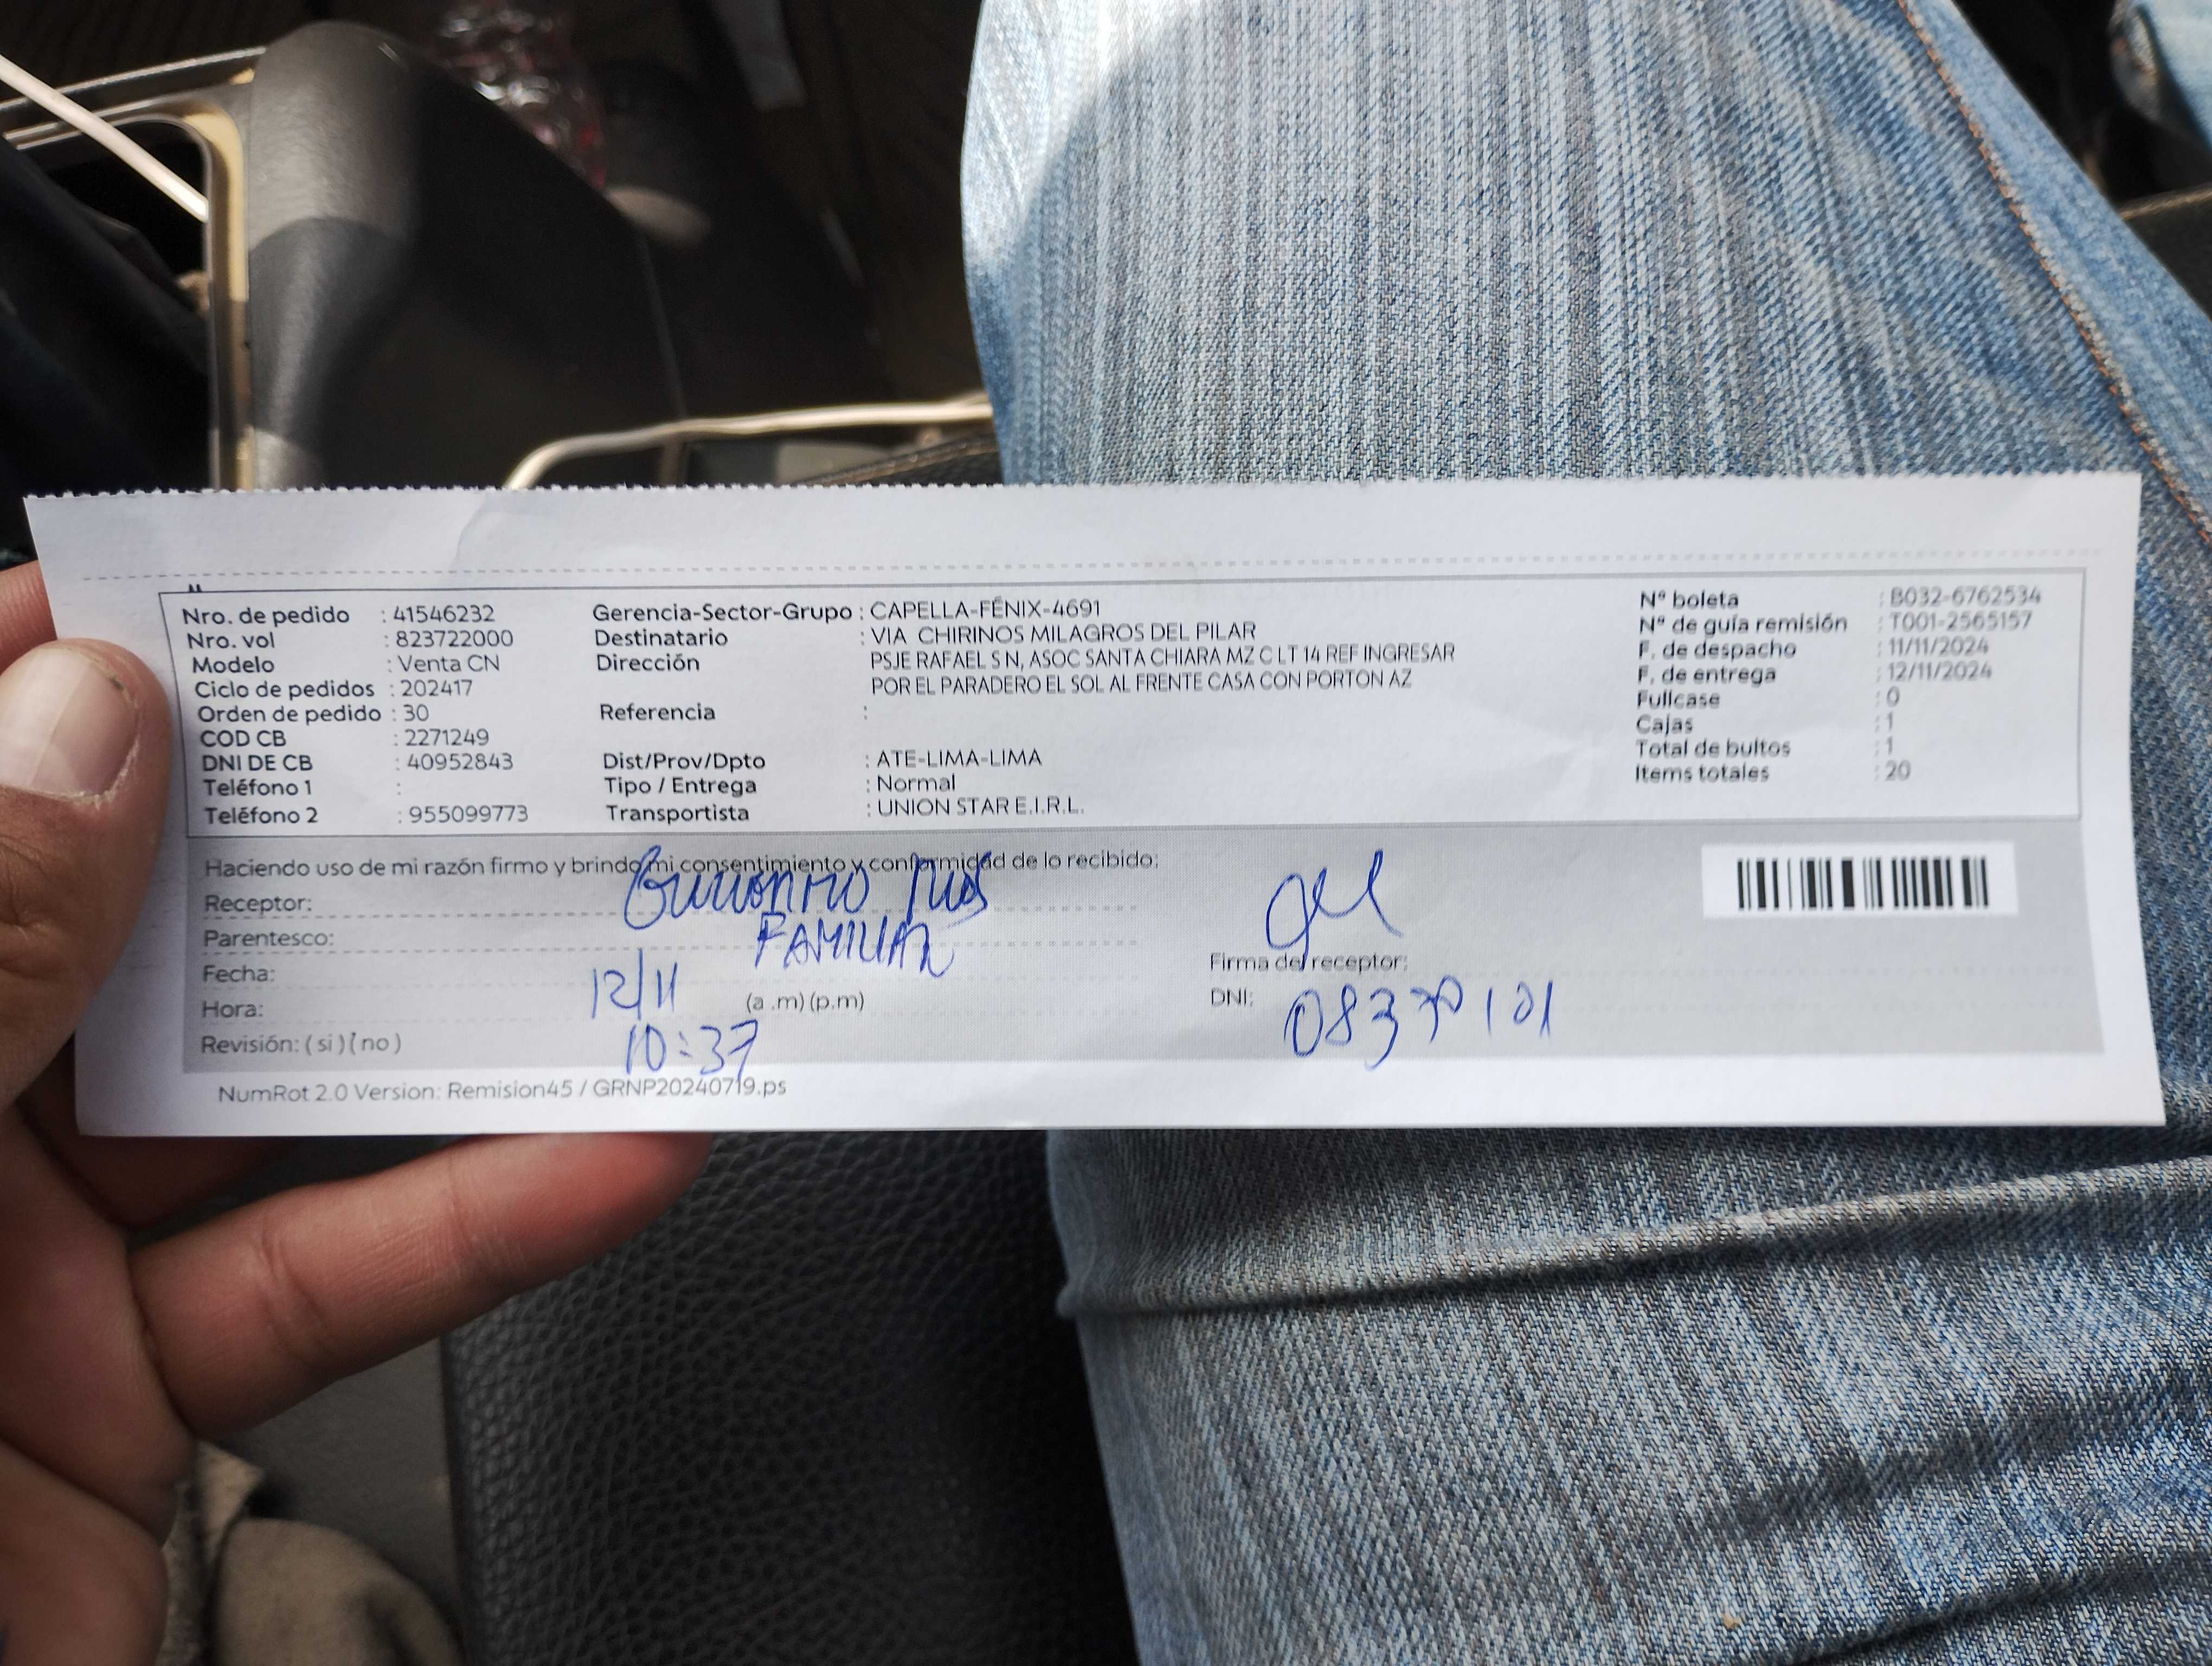 Nro. de pedido : 41546232
Nro. vol : 823722000
Modelo : Venta CN
Ciclo de pedidos : 202417
Orden de pedido : 30
COD CB : 2271249
DNI DE CB : 40952843
Teléfono 1 :
Teléfono 2 : 955099773
Gerencia-Sector-Grupo : CAPELLA-FÉNIX-4691
Destinatario : VIA CHIRINOS MILAGROS DEL PILAR
Dirección PSJE RAFAEL S N, ASOC SANTA CHIARA MZ C LT 14 REF INGRESAR
POR EL PARADERO EL SOL AL FRENTE CASA CON PORTON AZ
Referencia :
Dist/Prov/Dpto : ATE-LIMA-LIMA
Tipo / Entrega : Normal
Transportista : UNION STAR E.I.R.L.
Nº boleta : B032-6762534
Nº de guía remisión : T001-2565157
F. de despacho : 11/11/2024
F. de entrega : 12/11/2024
Fullcase : 0
Cajas : 1
Total de bultos : 1
Items totales : 20
Haciendo uso de mi razón firmo y brindo mi consentimiento y conformidad de lo recibido:
Receptor:
Parentesco: FAMILIAR
Fecha: 12/11
Hora: 10:37 (a .m) (p.m)
Revisión: ( si ) ( no )
Firma del receptor:
DNI:
NumRot 2.0 Version: Remision45 / GRNP20240719.ps